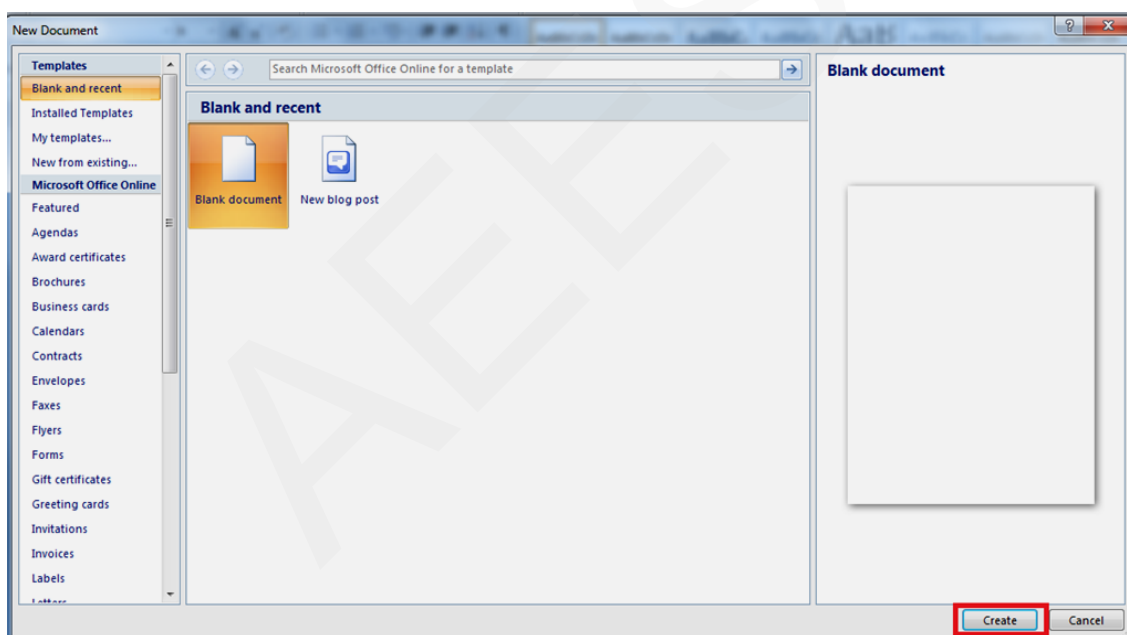 New Document
Templates
Blank and recent
Installed Templates
My templates...
New from existing...
Microsoft Office Online
Featured
Agendas
Award certificates
Brochures
Business cards
Calendars
Contracts
Envelopes
Faxes
Flyers
Forms
Gift certificates
Greeting cards
Invitations
Invoices
Labels
Search Microsoft Office Online for a template
Blank and recent
Blank document
New blog post
Blank document
Create
Cancel